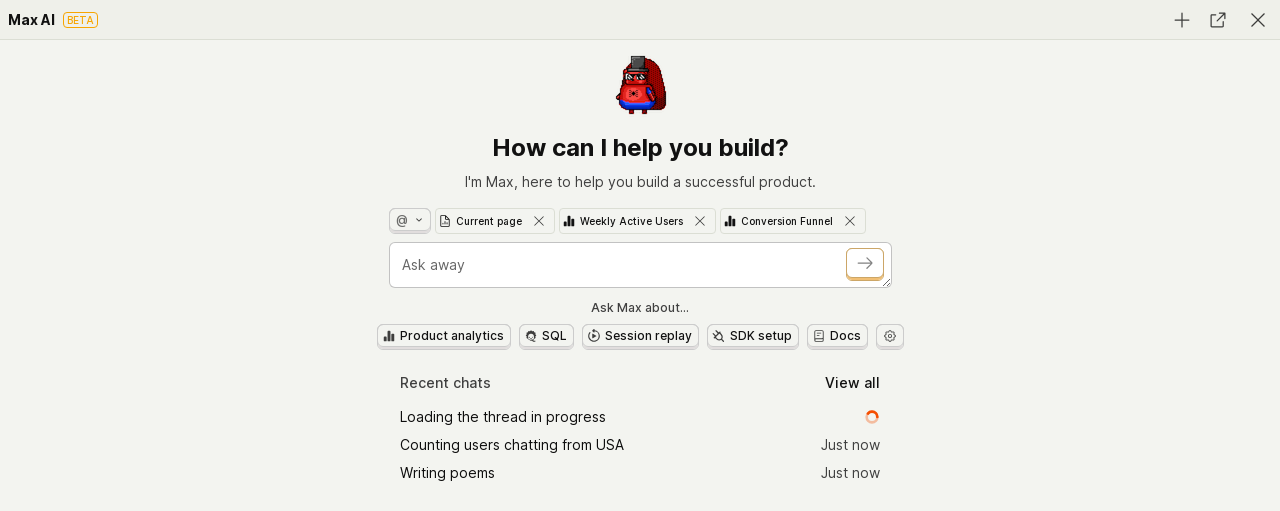 Max AI BETA
How can I help you build?
I'm Max, here to help you build a successful product.
@ Current page Weekly Active Users Conversion Funnel
Ask away
Ask Max about...
Product analytics SQL Session replay SDK setup Docs
Recent chats View all
Loading the thread in progress
Counting users chatting from USA Just now
Writing poems Just now